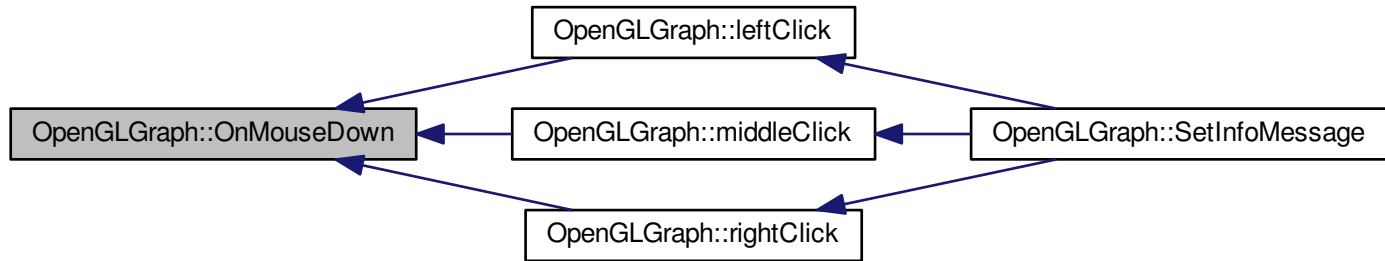 OpenGLGraph::leftClick
OpenGLGraph::OnMouseDown
OpenGLGraph::middleClick
OpenGLGraph::SetInfoMessage
OpenGLGraph::rightClick